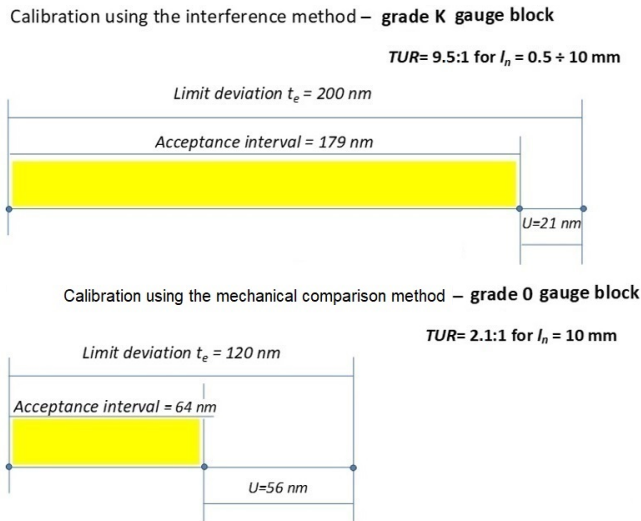 Calibration using the interference method – grade K gauge block
TUR= 9.5:1 for lₙ = 0.5 ÷ 10 mm
Limit deviation tₑ = 200 nm
Acceptance interval = 179 nm
U=21 nm
Calibration using the mechanical comparison method – grade 0 gauge block
TUR= 2.1:1 for lₙ = 10 mm
Limit deviation tₑ = 120 nm
Acceptance interval = 64 nm
U=56 nm